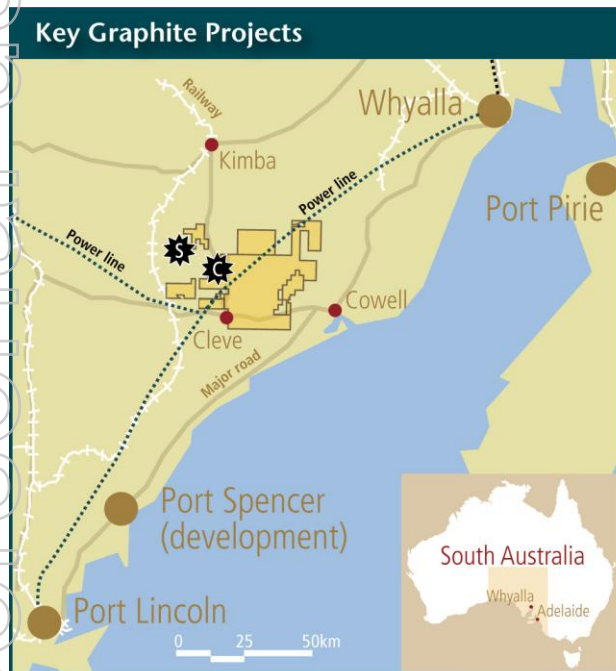 Key Graphite Projects
Railway
Whyalla
Kimba
Power line
Port Pirie
S
Power line
C
Cowell
Cleve
Major road
Port Spencer
(development)
South Australia
Whyalla
Adelaide
Port Lincoln
0 25 50km